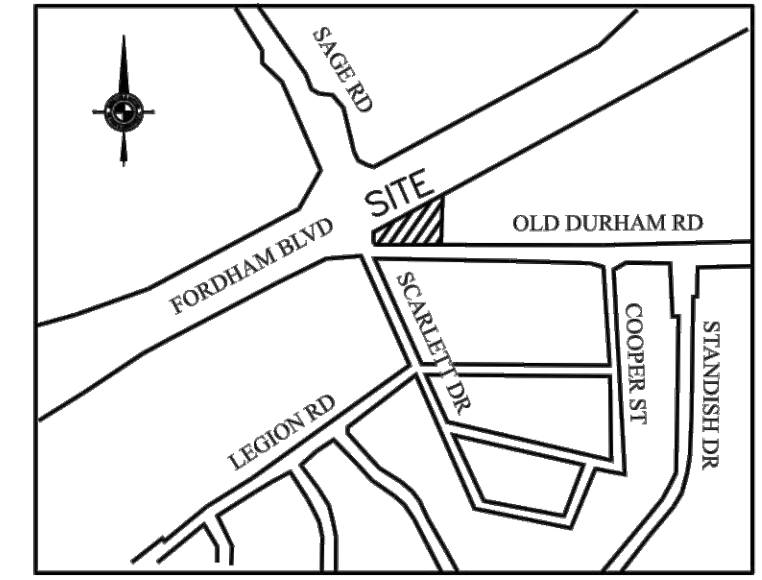 SAGE RD
SITE
OLD DURHAM RD
FORDHAM BLVD
SCARLETT DR
COOPER ST
STANDISH DR
LEGION RD